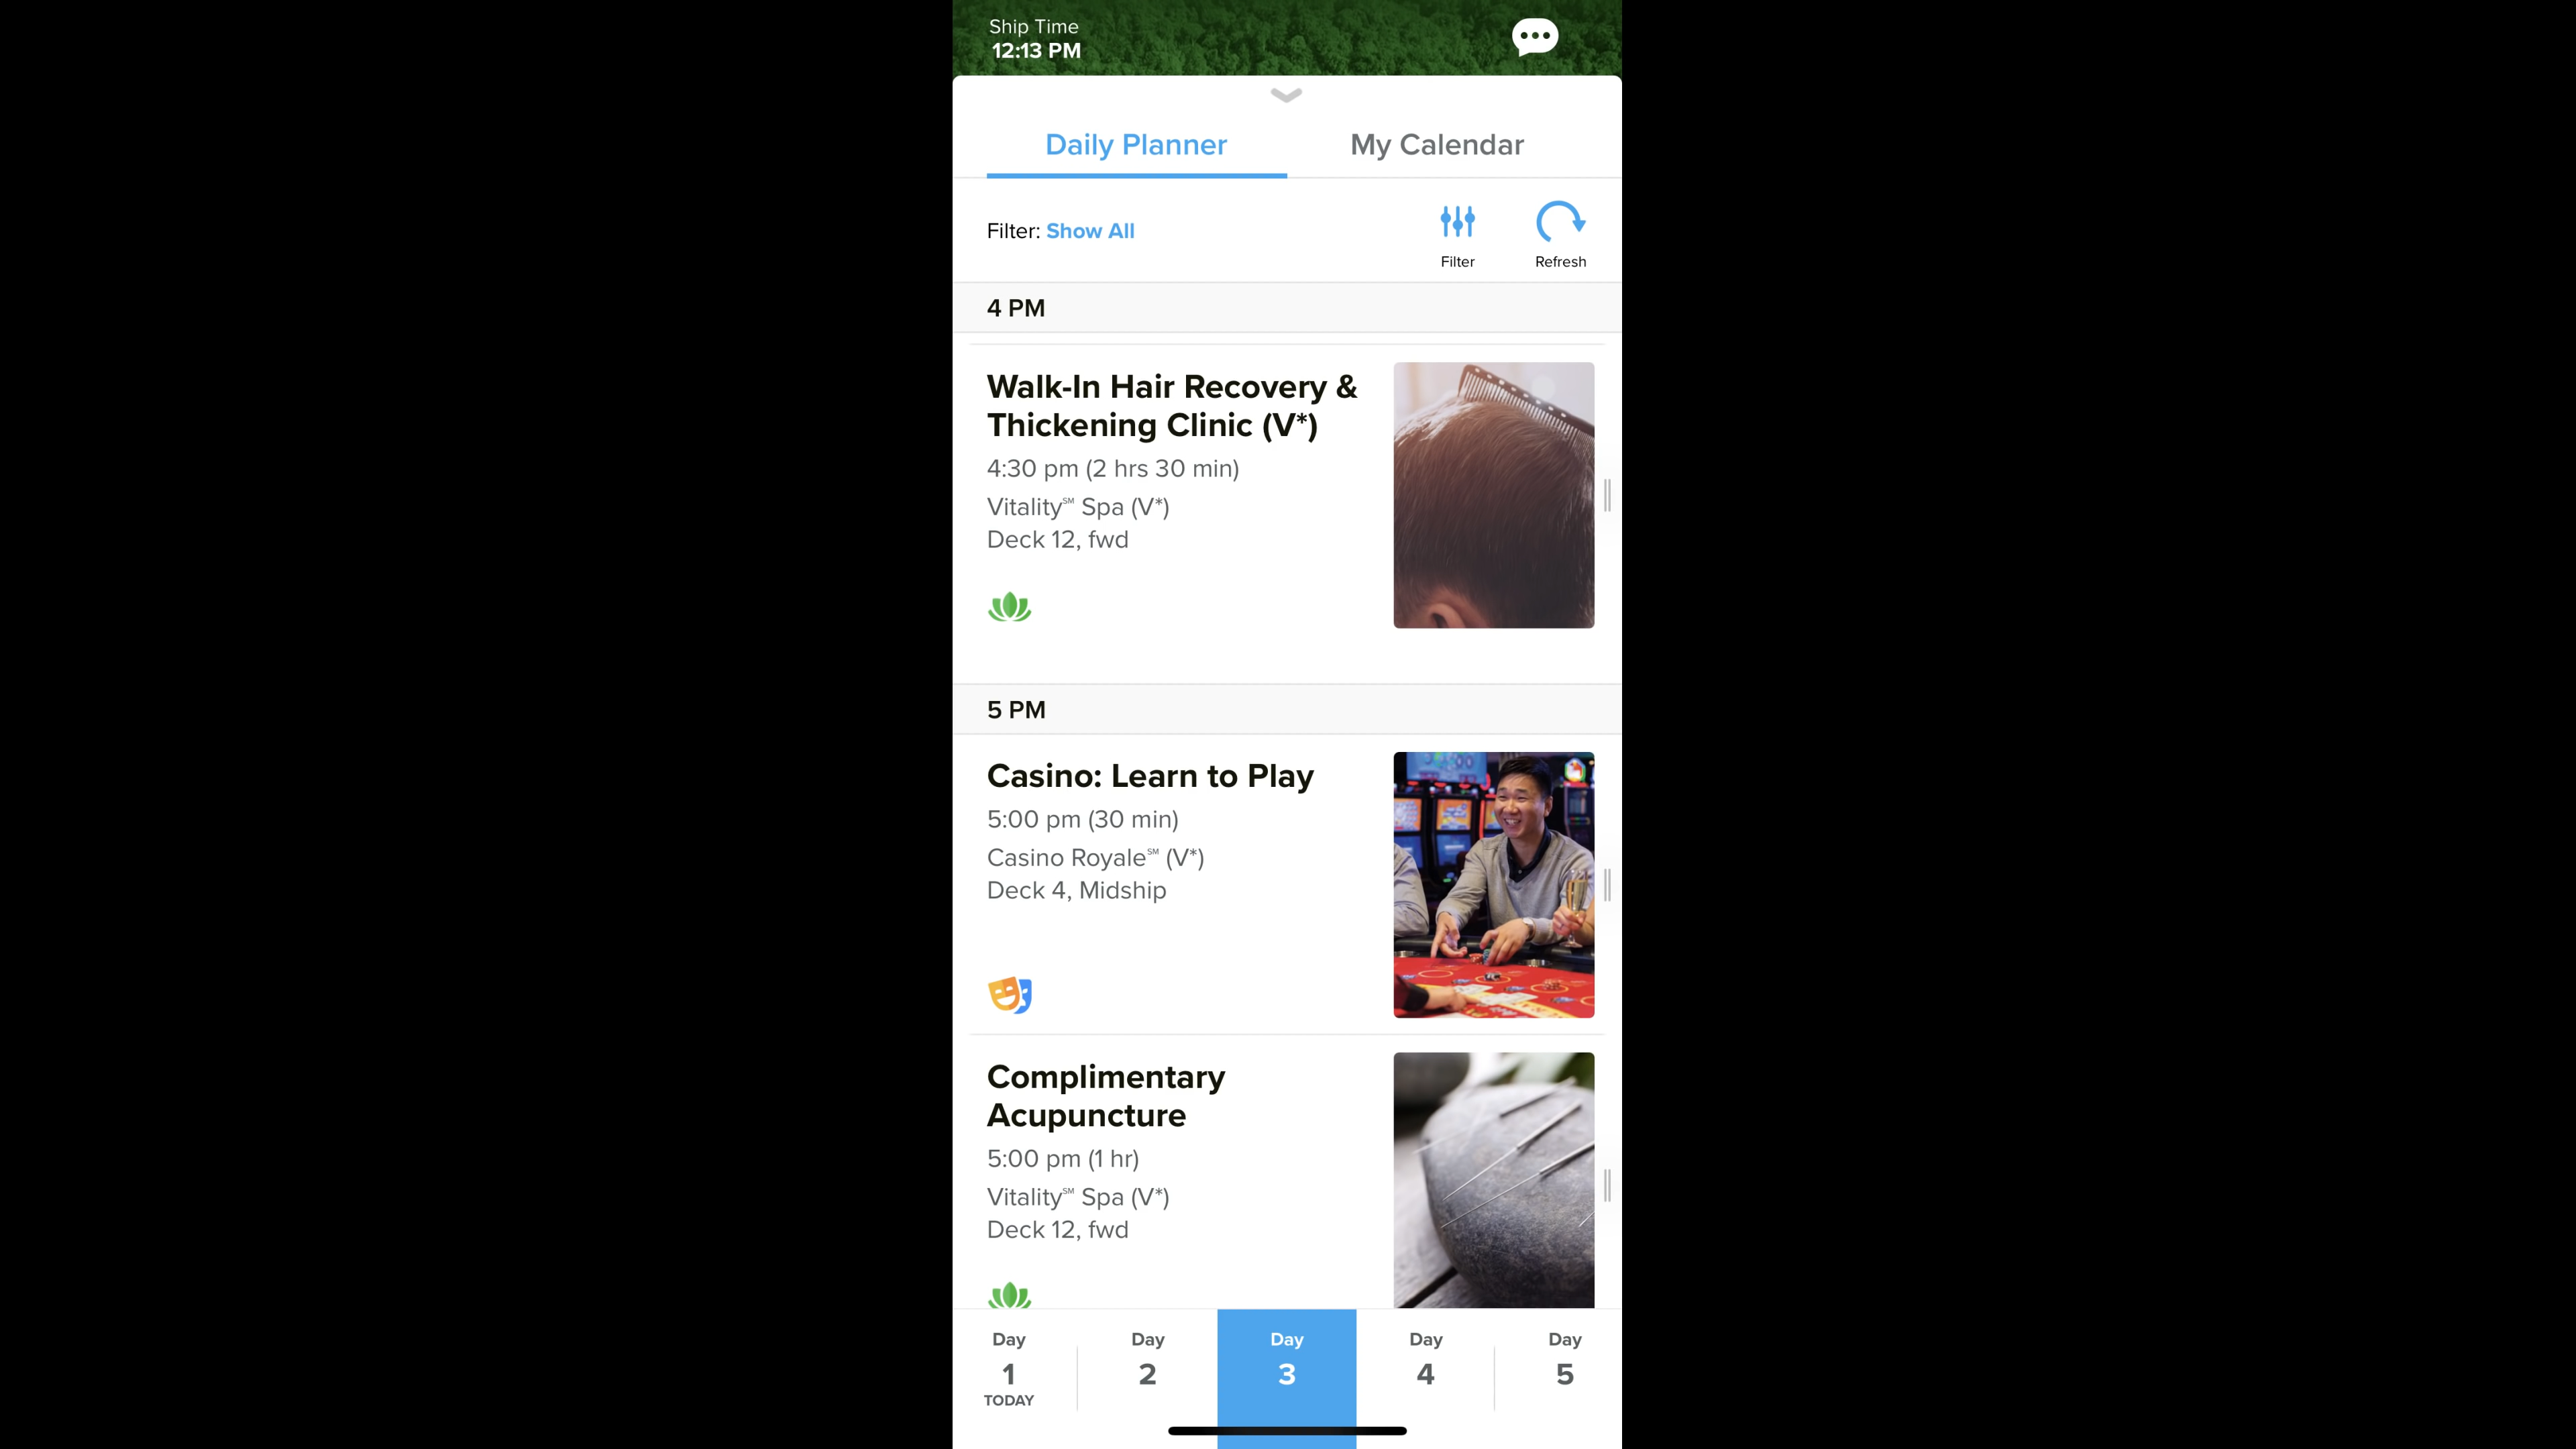 Ship Time
12:13 PM
Daily Planner
My Calendar
Filter: Show All
Filter
Refresh
4 PM
Walk-In Hair Recovery &
Thickening Clinic (V*)
4:30 pm (2 hrs 30 min)
Vitality℠ Spa (V*)
Deck 12, fwd
5 PM
Casino: Learn to Play
5:00 pm (30 min)
Casino Royale℠ (V*)
Deck 4, Midship
Complimentary
Acupuncture
5:00 pm (1 hr)
Vitality℠ Spa (V*)
Deck 12, fwd
Day
1
TODAY
Day
2
Day
3
Day
4
Day
5